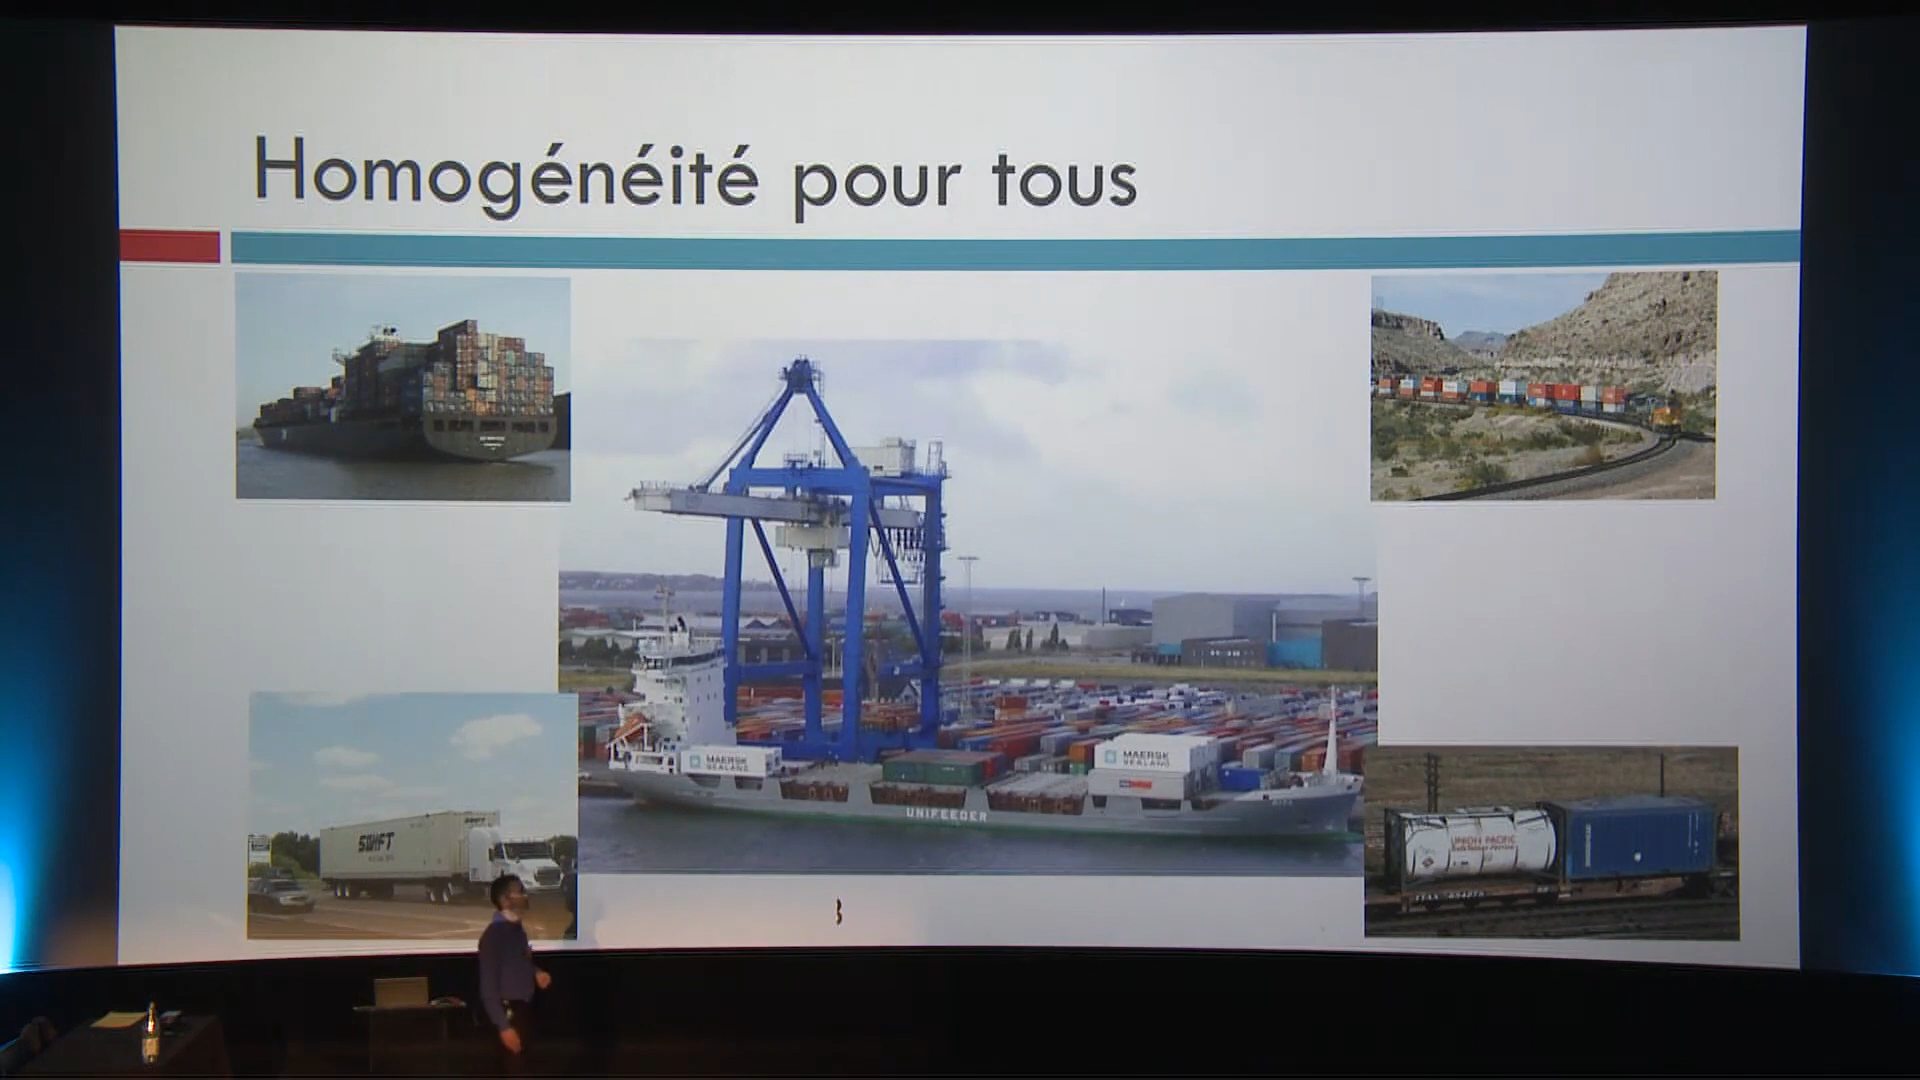 Homogénéité pour tous
SWIFT
MAERSK
SEALAND
MAERSK
SEALAND
UNIFEEDER
UNION PACIFIC